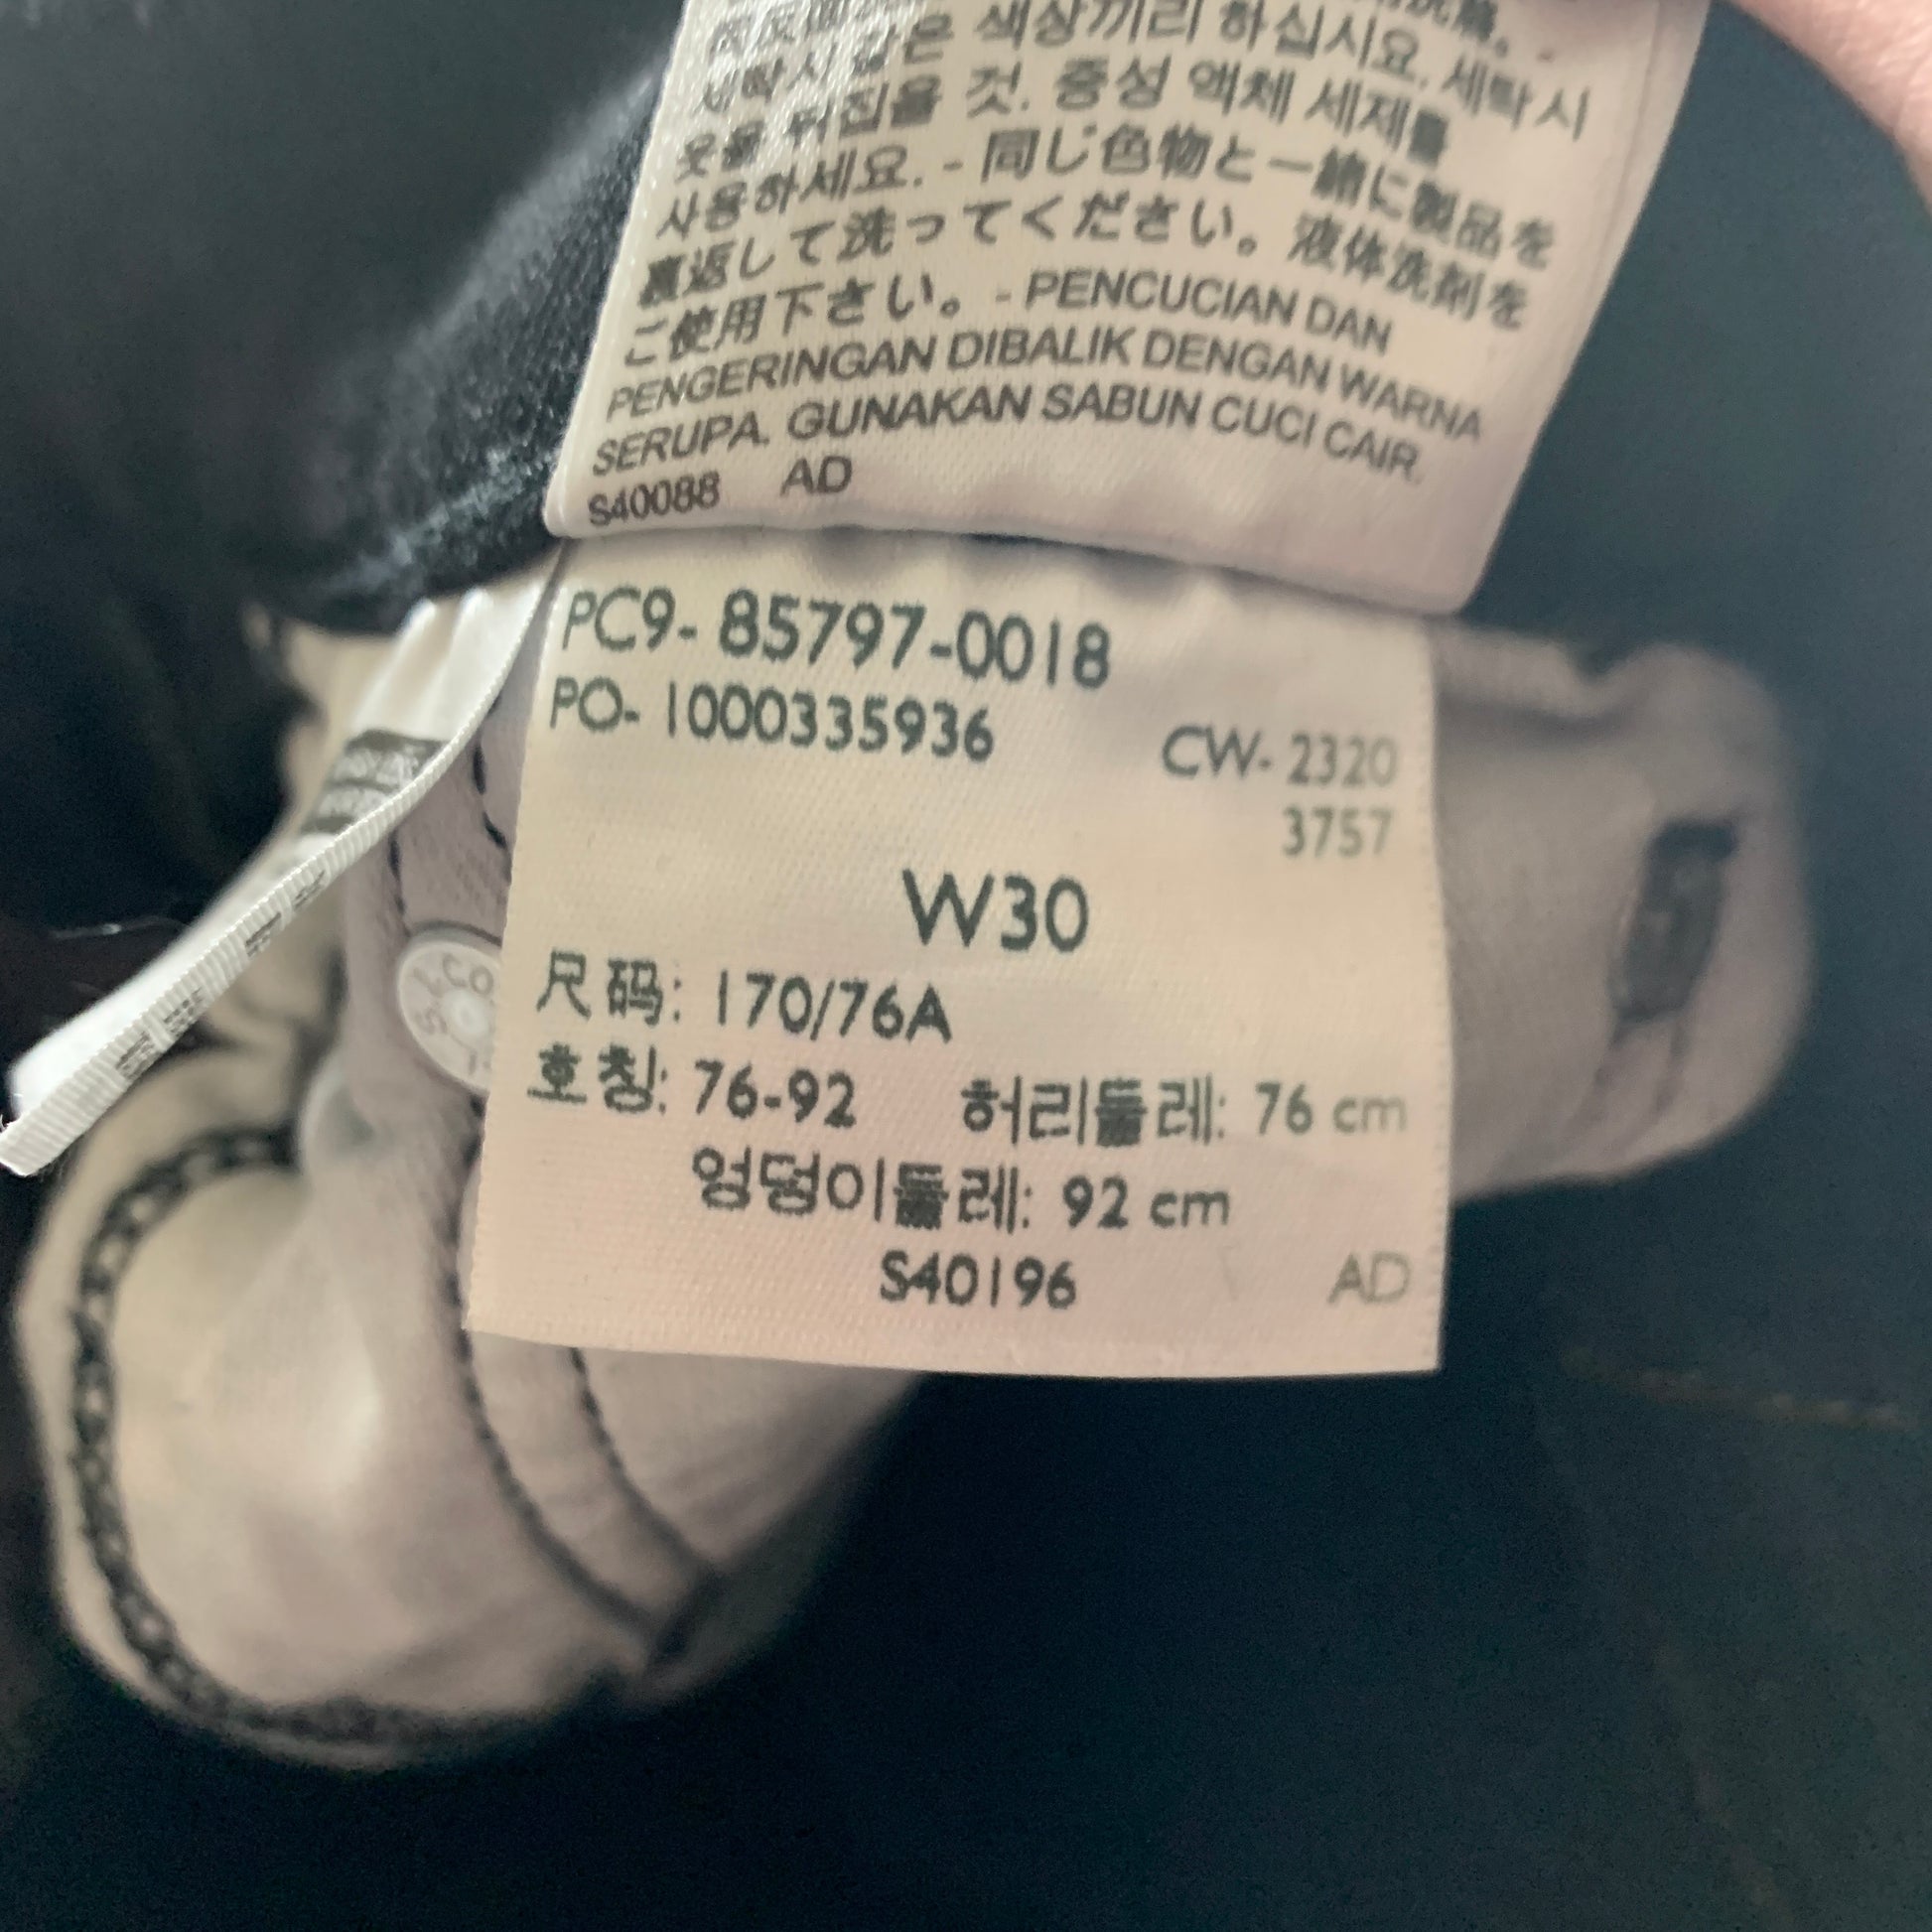 세탁시 같은 색상끼리 하십시요. 세탁시
옷을 뒤집을 것. 중성 액체 세제를
사용하세요. - 同じ色物と一緒に製品を
裏返して洗ってください。液体洗剤を
ご使用下さい。 - PENCUCIAN DAN
PENGERINGAN DIBALIK DENGAN WARNA
SERUPA. GUNAKAN SABUN CUCI CAIR.
S40088 AD
PC9- 85797-0018
PO- 1000335936 CW- 2320
3757
W30
尺码: 170/76A
호칭: 76-92 허리둘레: 76 cm
엉덩이둘레: 92 cm
S40196 AD